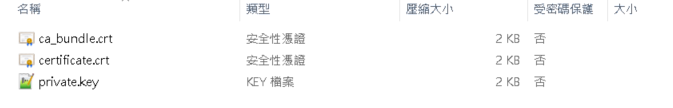 名稱 類型 壓縮大小 受密碼保護 大小
ca_bundle.crt 安全性憑證 2 KB 否
certificate.crt 安全性憑證 2 KB 否
private.key KEY 檔案 2 KB 否